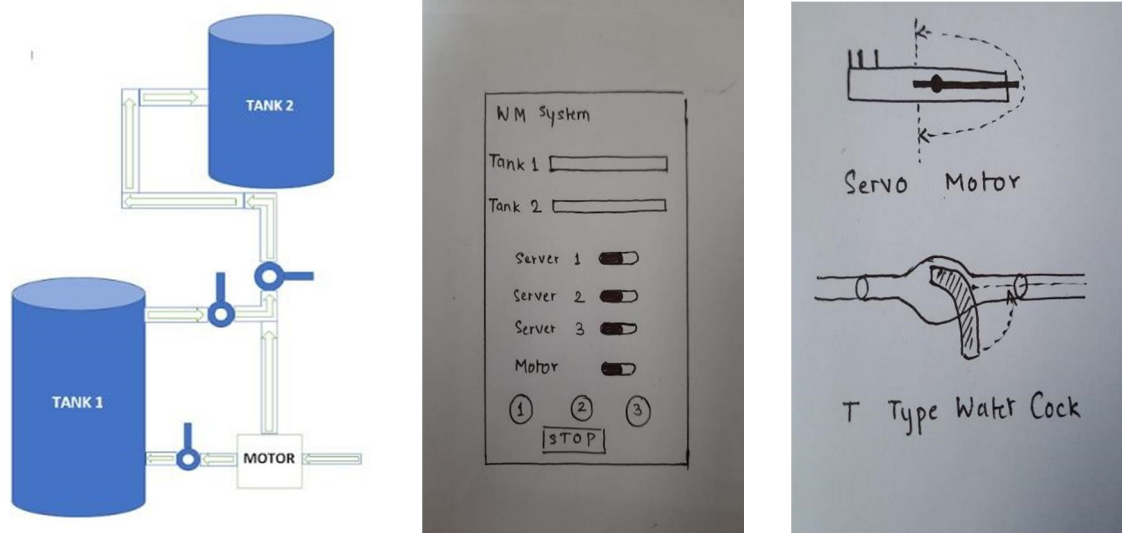 TANK 2
TANK 1
MOTOR
WM System
Tank 1
Tank 2
Server 1
Server 2
Server 3
Motor
1 2 3
STOP
Servo Motor
T Type Water Cock